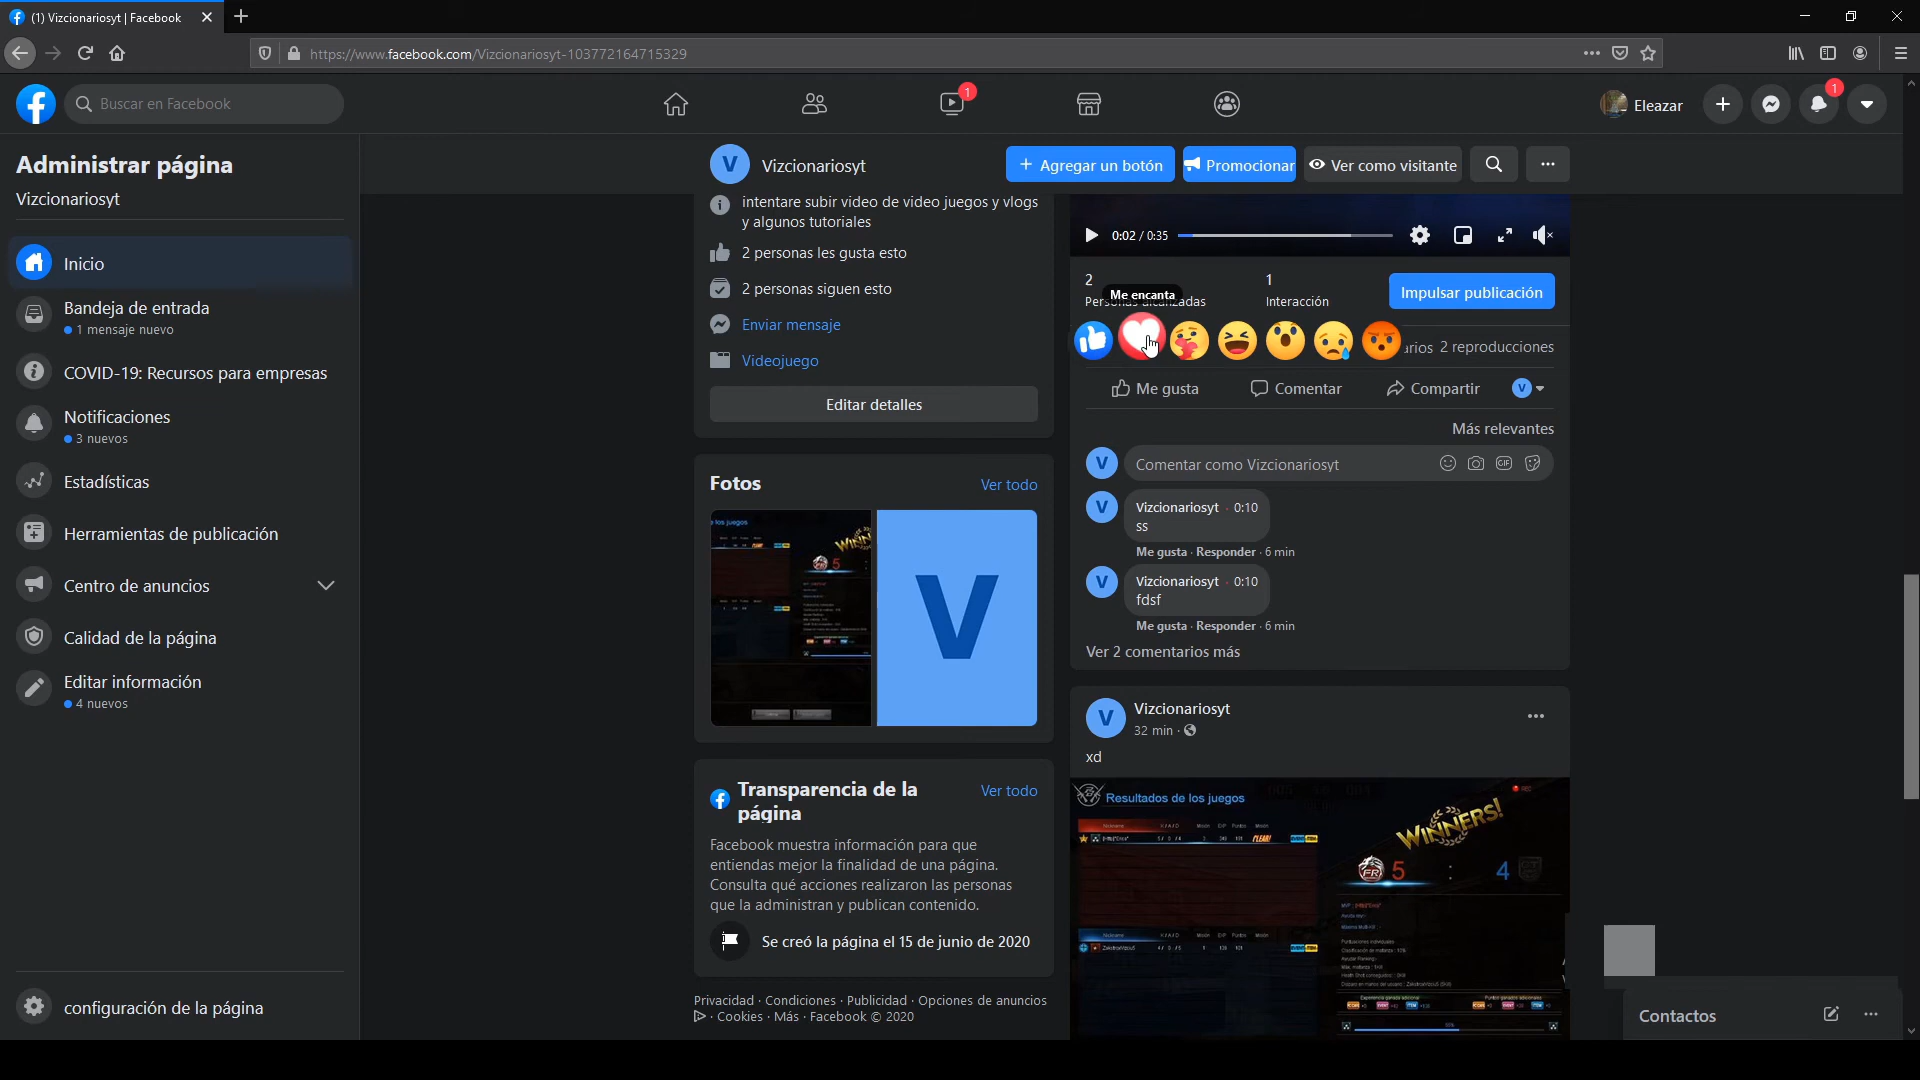 (1) Vizcionariosyt | Facebook
https://www.facebook.com/Vizcionariosyt-103772164715329
Buscar en Facebook
1
Eleazar
1
Administrar página
Vizcionariosyt
Inicio
Bandeja de entrada
1 mensaje nuevo
COVID-19: Recursos para empresas
Notificaciones
3 nuevos
Estadísticas
Herramientas de publicación
Centro de anuncios
Calidad de la página
Editar información
4 nuevos
configuración de la página
V
Vizcionariosyt
Agregar un botón
Promocionar
Ver como visitante
intentare subir video de video juegos y vlogs
y algunos tutoriales
2 personas les gusta esto
2 personas siguen esto
Enviar mensaje
Videojuego
Editar detalles
Fotos
Ver todo
V
Transparencia de la
página
Ver todo
Facebook muestra información para que
entiendas mejor la finalidad de una página.
Consulta qué acciones realizaron las personas
que la administran y publican contenido.
Se creó la página el 15 de junio de 2020
Privacidad · Condiciones · Publicidad · Opciones de anuncios
· Cookies · Más · Facebook © 2020
0:02 / 0:35
2
Personas alcanzadas
1
Interacción
Impulsar publicación
Me encanta
arios 2 reproducciones
Me gusta
Comentar
Compartir
V
Más relevantes
V
Comentar como Vizcionariosyt
GIF
V
Vizcionariosyt · 0:10
ss
Me gusta · Responder · 6 min
V
Vizcionariosyt · 0:10
fdsf
Me gusta · Responder · 6 min
Ver 2 comentarios más
V
Vizcionariosyt
32 min ·
xd
Resultados de los juegos
WINNERS!
FR 5 : 4
Contactos